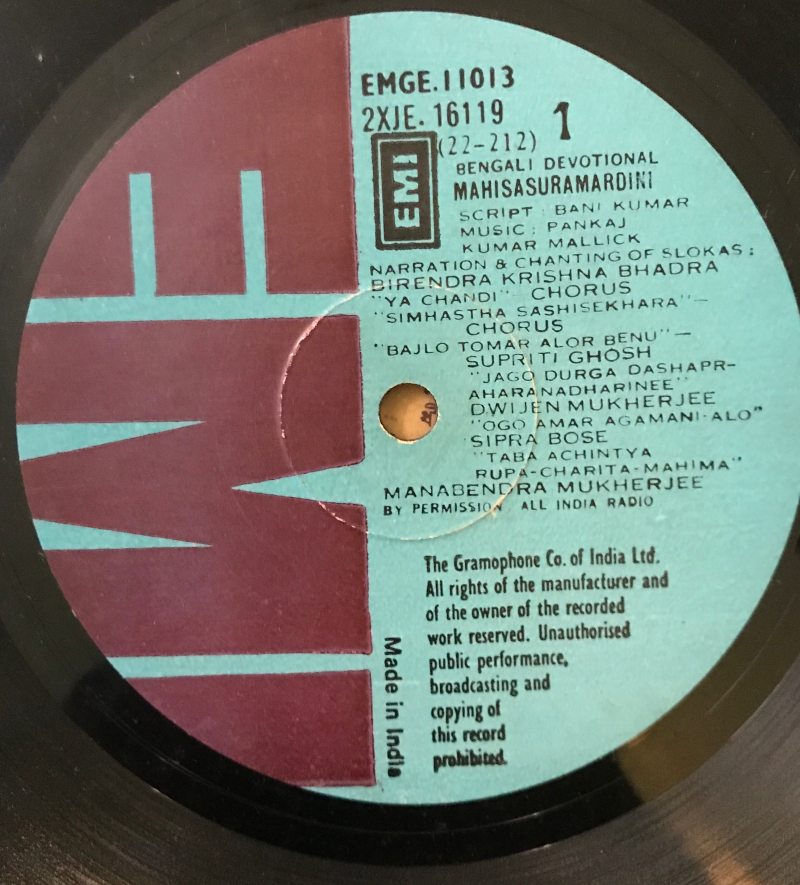 EMGE.11013
2XJE.16119 1
(22-212)
EMI
BENGALI DEVOTIONAL
MAHISASURAMARDINI
SCRIPT : BANI KUMAR
MUSIC : PANKAJ
KUMAR MALLICK
NARRATION & CHANTING OF SLOKAS:
BIRENDRA KRISHNA BHADRA
"YA CHANDI" CHORUS
"SIMHASTHA SASHISEKHARA"—
CHORUS
"BAJLO TOMAR ALOR BENU"—
SUPRITI GHOSH
"JAGO DURGA DASHAPR-
AHARANADHARINEE"
DWIJEN MUKHERJEE
"OGO AMAR AGAMANI-ALO"
SIPRA BOSE
"TABA ACHINTYA
RUPA-CHARITA-MAHIMA"
MANABENDRA MUKHERJEE
BY PERMISSION ALL INDIA RADIO
The Gramophone Co. of India Ltd.
All rights of the manufacturer and
of the owner of the recorded
work reserved. Unauthorised
public performance,
broadcasting and
copying of
this record
prohibited.
Made in India
EMI